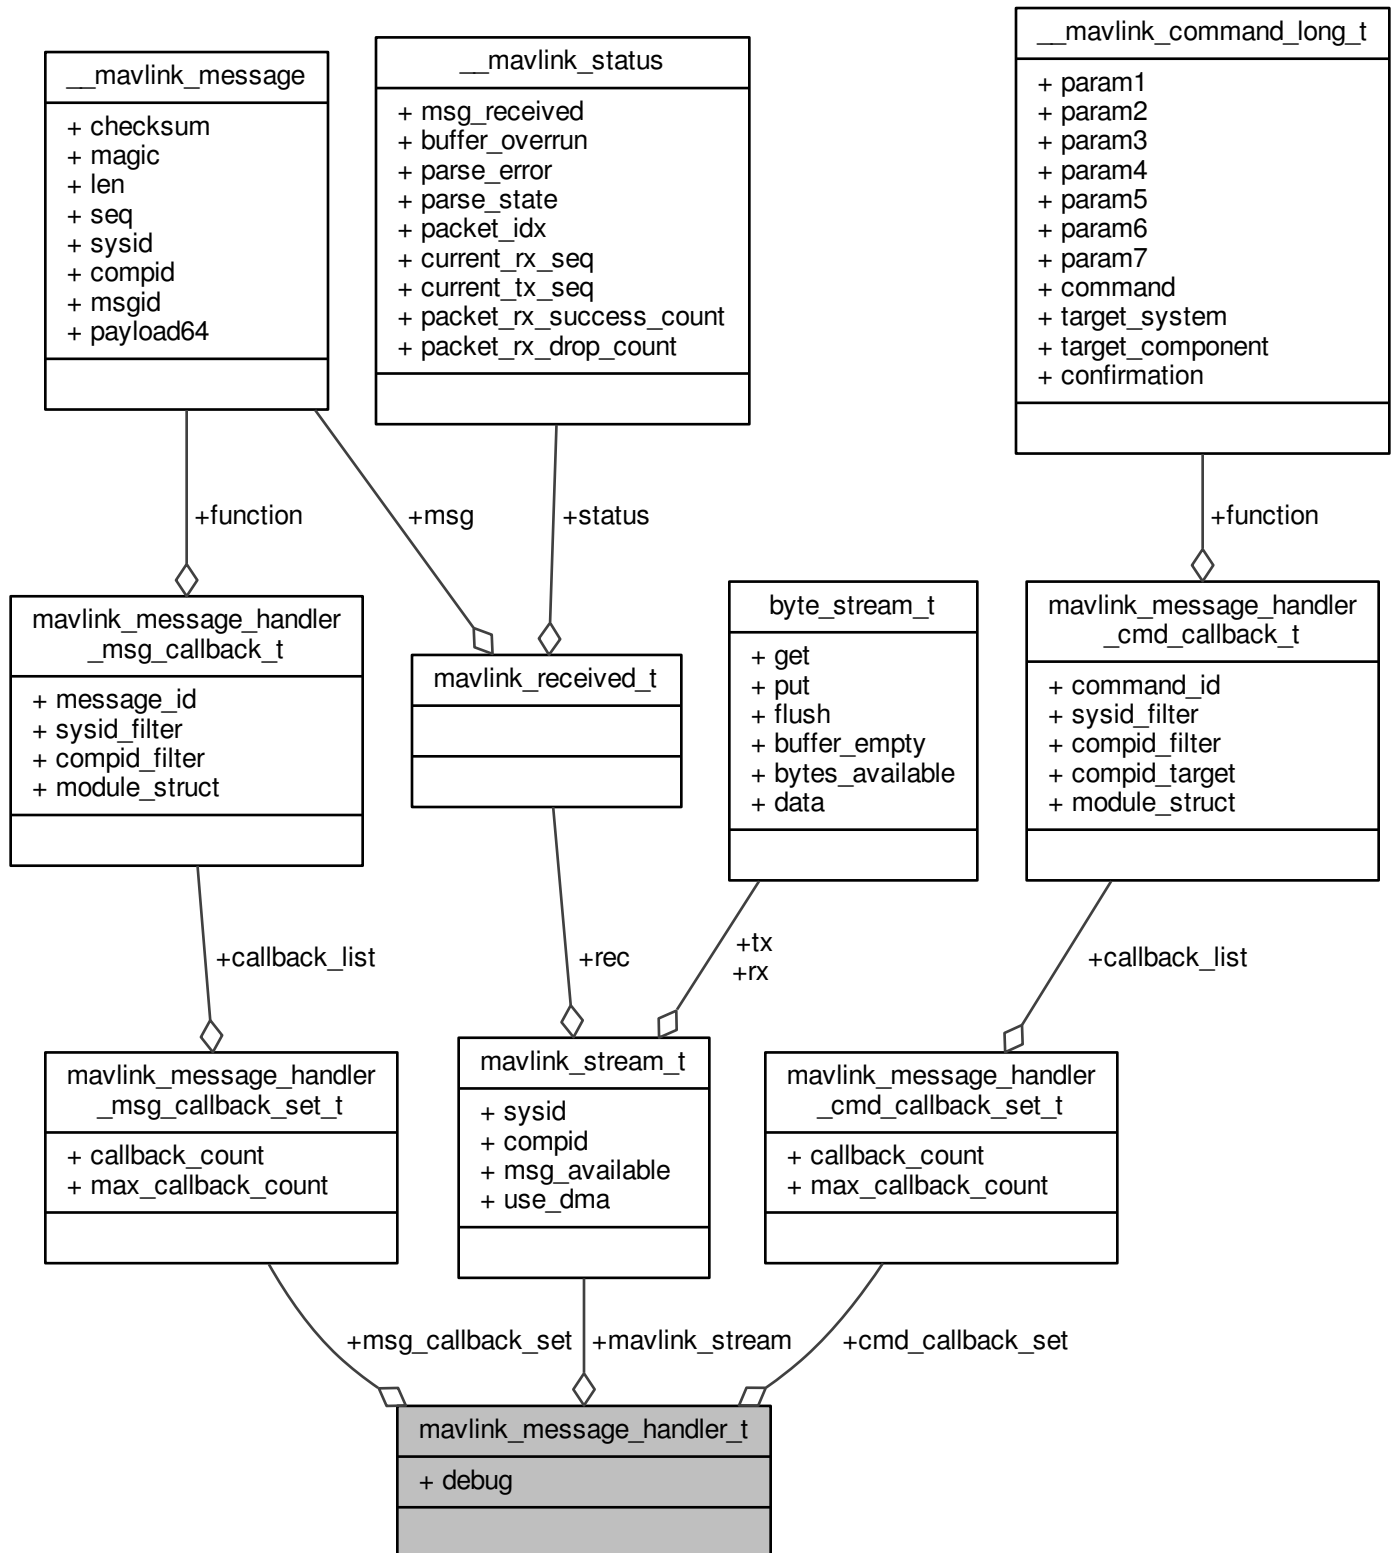 __mavlink_message
+ checksum
+ magic
+ len
+ seq
+ sysid
+ compid
+ msgid
+ payload64
__mavlink_status
+ msg_received
+ buffer_overrun
+ parse_error
+ parse_state
+ packet_idx
+ current_rx_seq
+ current_tx_seq
+ packet_rx_success_count
+ packet_rx_drop_count
__mavlink_command_long_t
+ param1
+ param2
+ param3
+ param4
+ param5
+ param6
+ param7
+ command
+ target_system
+ target_component
+ confirmation
+function
+msg
+status
+function
mavlink_message_handler
_msg_callback_t
+ message_id
+ sysid_filter
+ compid_filter
+ module_struct
mavlink_received_t
byte_stream_t
+ get
+ put
+ flush
+ buffer_empty
+ bytes_available
+ data
mavlink_message_handler
_cmd_callback_t
+ command_id
+ sysid_filter
+ compid_filter
+ compid_target
+ module_struct
+callback_list
+rec
+tx
+rx
+callback_list
mavlink_message_handler
_msg_callback_set_t
+ callback_count
+ max_callback_count
mavlink_stream_t
+ sysid
+ compid
+ msg_available
+ use_dma
mavlink_message_handler
_cmd_callback_set_t
+ callback_count
+ max_callback_count
+msg_callback_set
+mavlink_stream
+cmd_callback_set
mavlink_message_handler_t
+ debug